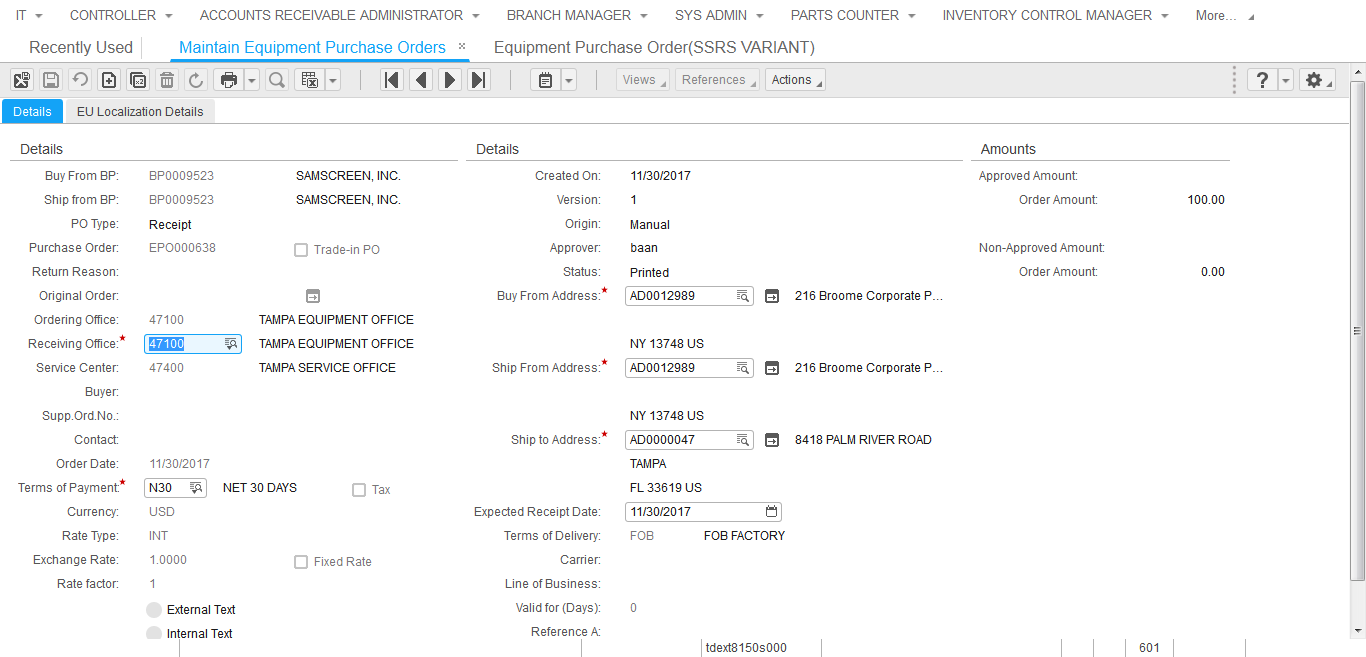 IT CONTROLLER ACCOUNTS RECEIVABLE ADMINISTRATOR BRANCH MANAGER SYS ADMIN PARTS COUNTER INVENTORY CONTROL MANAGER More...
Recently Used Maintain Equipment Purchase Orders × Equipment Purchase Order(SSRS VARIANT)
Views References Actions ?
Details EU Localization Details
Details Details Amounts
Buy From BP: BP0009523 SAMSCREEN, INC. Created On: 11/30/2017 Approved Amount:
Ship from BP: BP0009523 SAMSCREEN, INC. Version: 1 Order Amount: 100.00
PO Type: Receipt Origin: Manual
Purchase Order: EPO000638 Trade-in PO Approver: baan Non-Approved Amount:
Return Reason: Status: Printed Order Amount: 0.00
Original Order: Buy From Address:* AD0012989 216 Broome Corporate P...
Ordering Office: 47100 TAMPA EQUIPMENT OFFICE
Receiving Office:* 47100 TAMPA EQUIPMENT OFFICE NY 13748 US
Service Center: 47400 TAMPA SERVICE OFFICE Ship From Address:* AD0012989 216 Broome Corporate P...
Buyer:
Supp.Ord.No.: NY 13748 US
Contact: Ship to Address:* AD0000047 8418 PALM RIVER ROAD
Order Date: 11/30/2017 TAMPA
Terms of Payment:* N30 NET 30 DAYS Tax FL 33619 US
Currency: USD Expected Receipt Date: 11/30/2017
Rate Type: INT Terms of Delivery: FOB FOB FACTORY
Exchange Rate: 1.0000 Fixed Rate Carrier:
Rate factor: 1 Line of Business:
External Text Valid for (Days): 0
Internal Text Reference A:
tdext8150s000 601